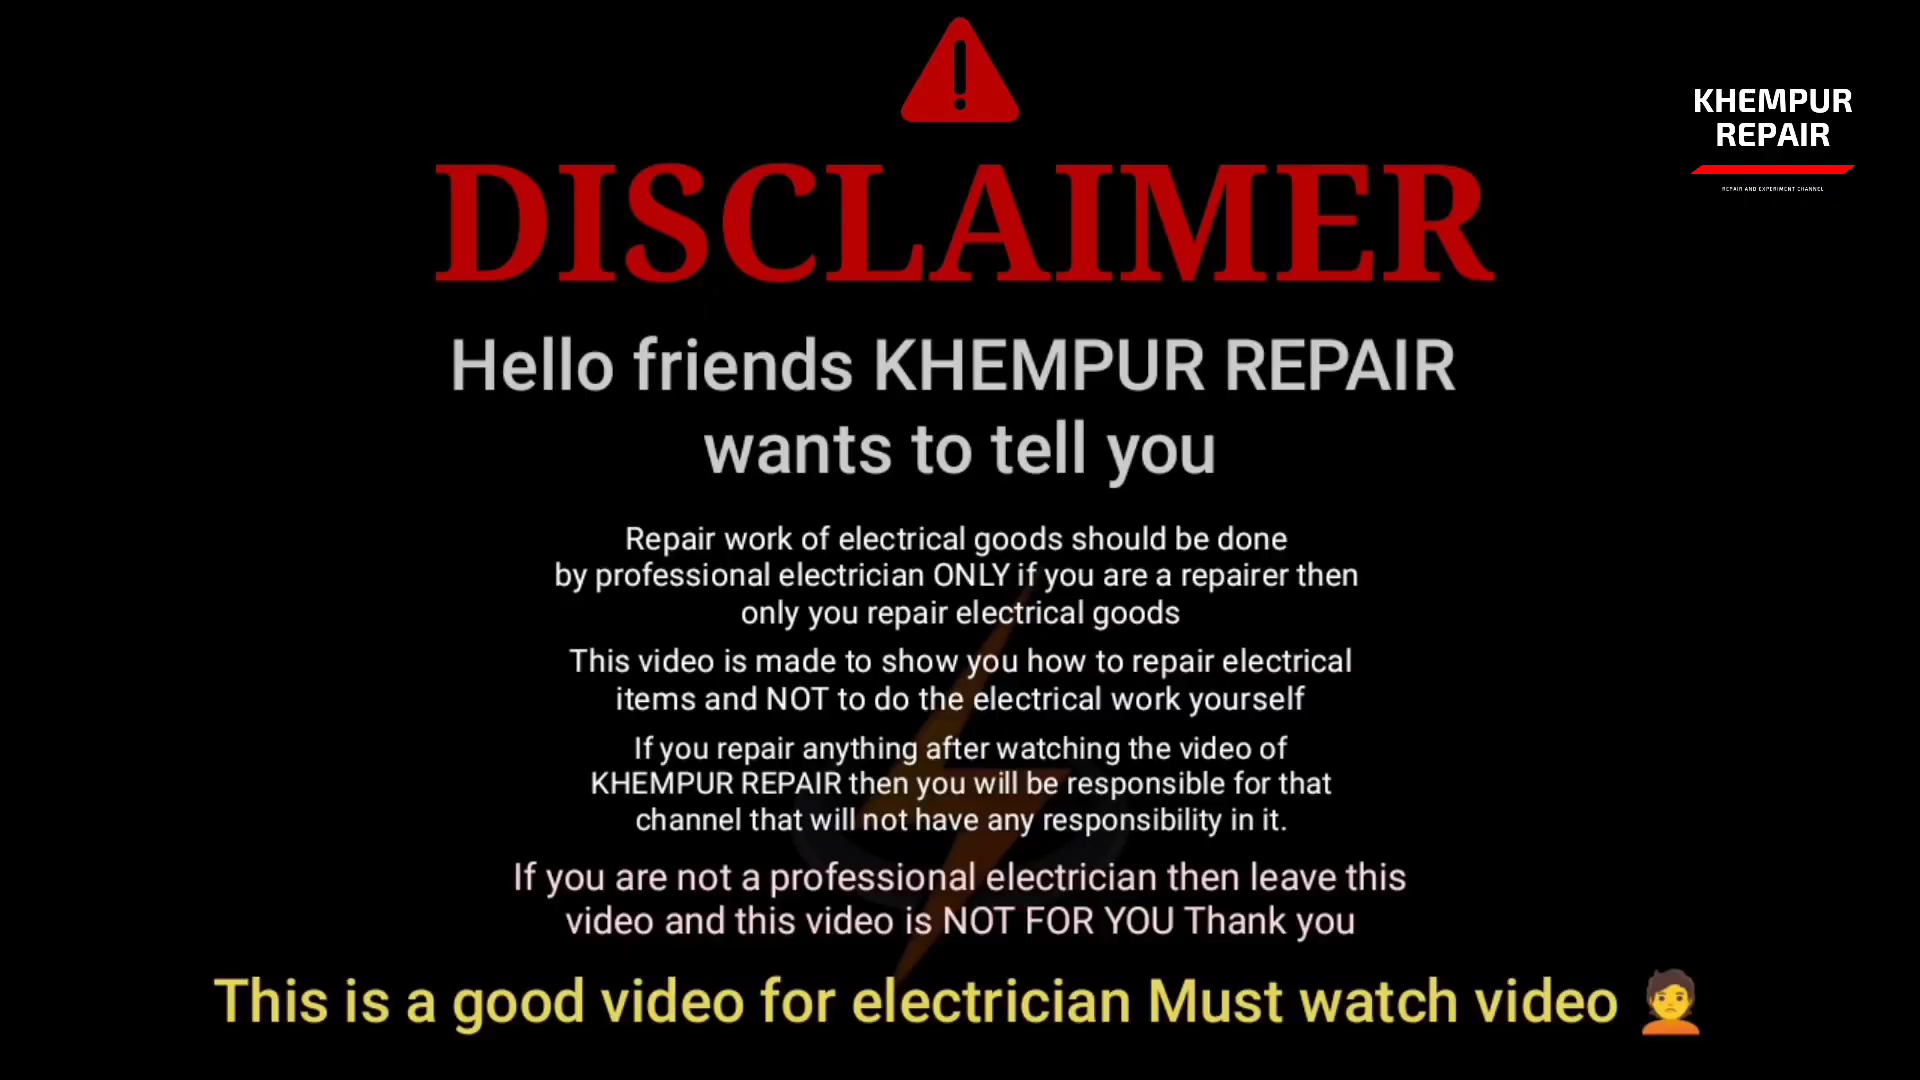 KHEMPUR
REPAIR
REPAIR AND EXPERIMENT CHANNEL
DISCLAIMER
Hello friends KHEMPUR REPAIR
wants to tell you
Repair work of electrical goods should be done
by professional electrician ONLY if you are a repairer then
only you repair electrical goods
This video is made to show you how to repair electrical
items and NOT to do the electrical work yourself
If you repair anything after watching the video of
KHEMPUR REPAIR then you will be responsible for that
channel that will not have any responsibility in it.
If you are not a professional electrician then leave this
video and this video is NOT FOR YOU Thank you
This is a good video for electrician Must watch video